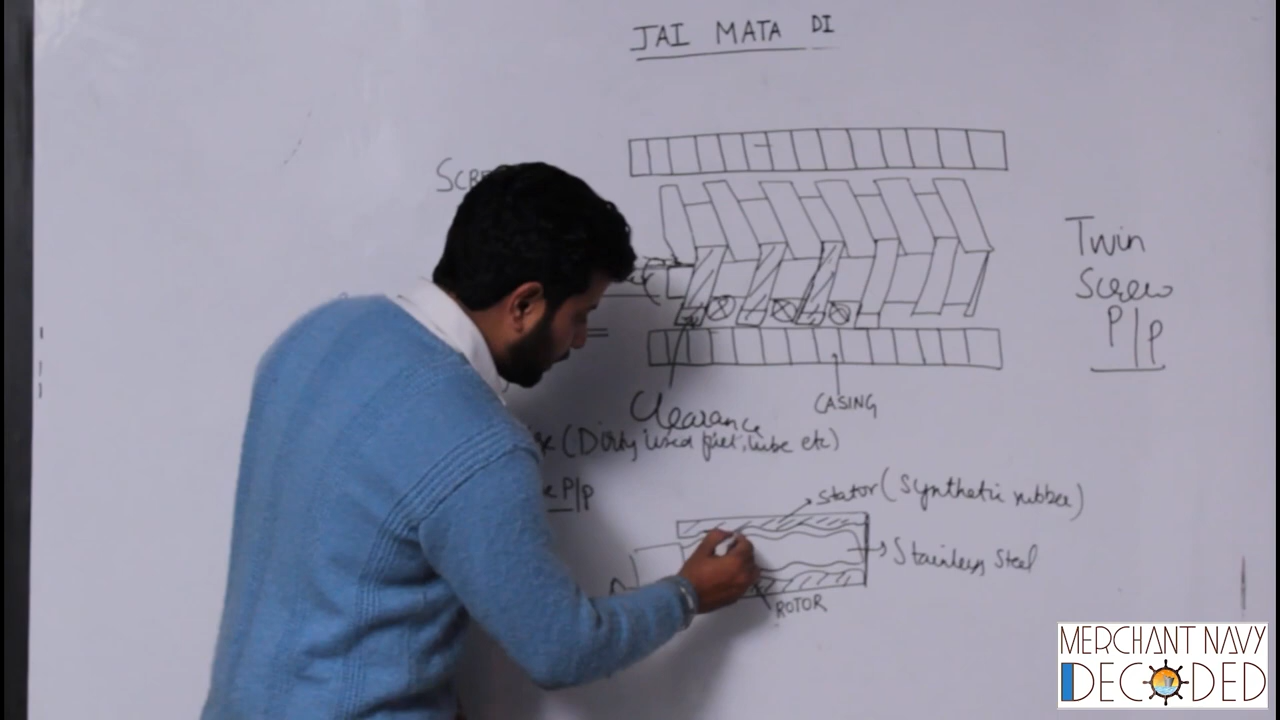 JAI MATA DI
Twin
Screw
P/P
Clearance
CASING
(Dirty used fuel, lube etc)
P/p
Stator (Synthetic rubber)
Stainless Steel
ROTOR
MERCHANT NAVY
DECODED